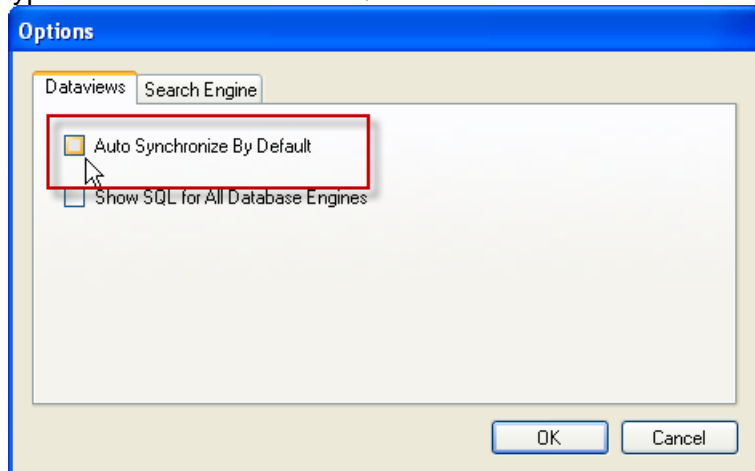 Options
Dataviews Search Engine
Auto Synchronize By Default
Show SQL for All Database Engines
OK Cancel